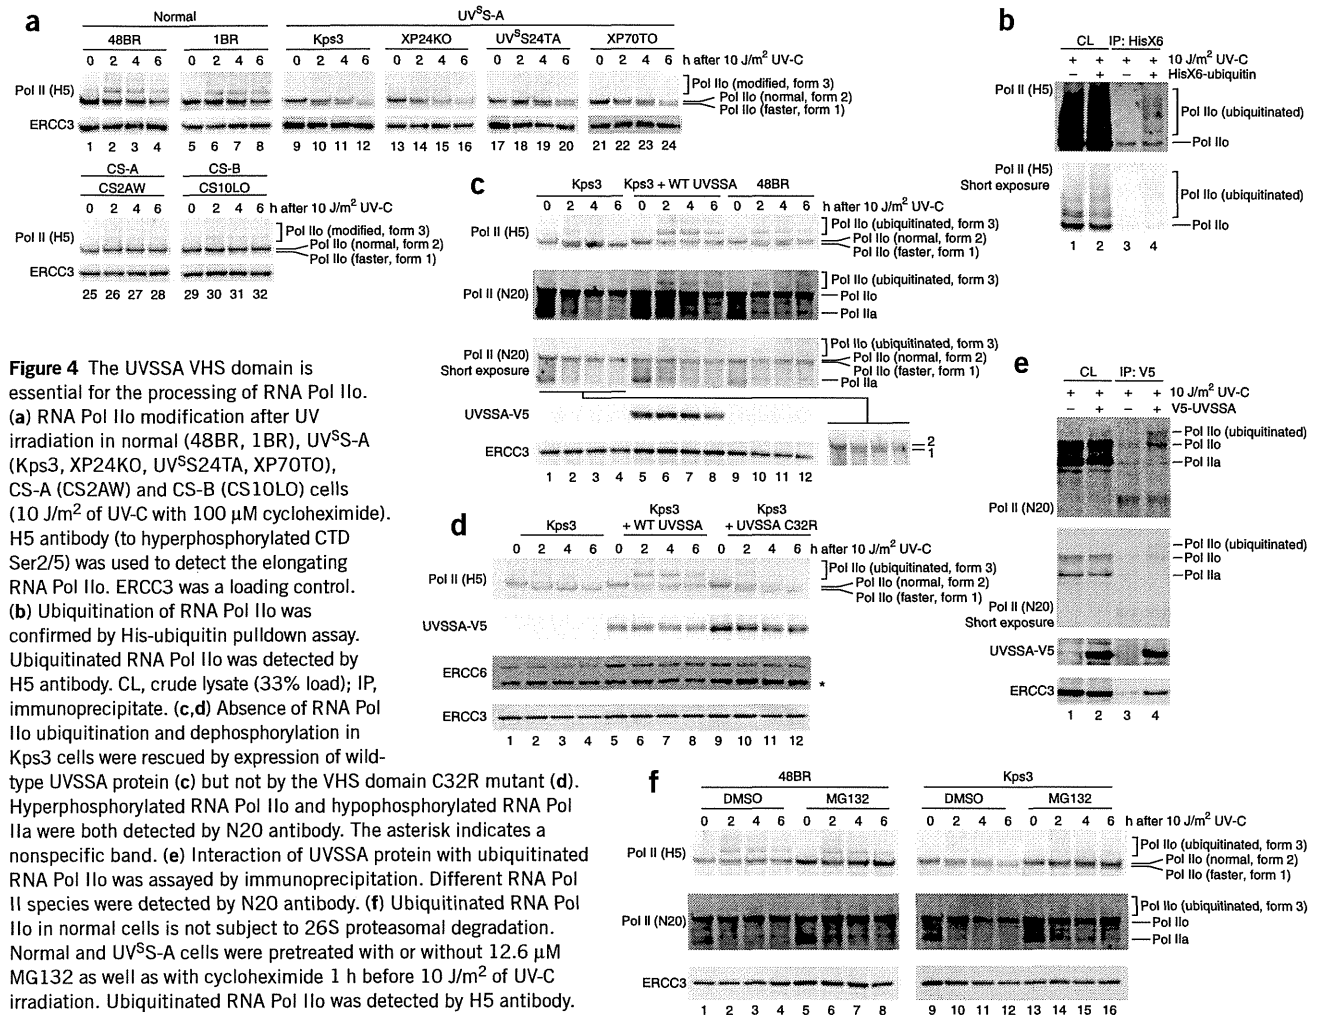 a
Normal UVSS-A
48BR 1BR Kps3 XP24KO UVSS24TA XP70TO
0 2 4 6 0 2 4 6 0 2 4 6 0 2 4 6 0 2 4 6 0 2 4 6 h after 10 J/m2 UV-C
Pol II (H5)
Pol IIo (modified, form 3)
Pol IIo (normal, form 2)
Pol IIo (faster, form 1)
ERCC3
1 2 3 4 5 6 7 8 9 10 11 12 13 14 15 16 17 18 19 20 21 22 23 24
CS-A CS-B
CS2AW CS10LO
0 2 4 6 0 2 4 6 h after 10 J/m2 UV-C
Pol II (H5)
Pol IIo (modified, form 3)
Pol IIo (normal, form 2)
Pol IIo (faster, form 1)
ERCC3
25 26 27 28 29 30 31 32
b
CL IP: HisX6
+ + + + 10 J/m2 UV-C
– + – + HisX6-ubiquitin
Pol II (H5)
Pol IIo (ubiquitinated)
Pol IIo
Pol II (H5)
Short exposure
Pol IIo (ubiquitinated)
Pol IIo
1 2 3 4
c
Kps3 Kps3 + WT UVSSA 48BR
0 2 4 6 0 2 4 6 0 2 4 6 h after 10 J/m2 UV-C
Pol II (H5)
Pol IIo (ubiquitinated, form 3)
Pol IIo (normal, form 2)
Pol IIo (faster, form 1)
Pol II (N20)
Pol IIo (ubiquitinated, form 3)
Pol IIo
Pol IIa
Pol II (N20)
Short exposure
Pol IIo (ubiquitinated, form 3)
Pol IIo (normal, form 2)
Pol IIo (faster, form 1)
Pol IIa
UVSSA-V5
2
1
ERCC3
1 2 3 4 5 6 7 8 9 10 11 12
d
Kps3 Kps3 + WT UVSSA Kps3 + UVSSA C32R
0 2 4 6 0 2 4 6 0 2 4 6 h after 10 J/m2 UV-C
Pol II (H5)
Pol IIo (ubiquitinated, form 3)
Pol IIo (normal, form 2)
Pol IIo (faster, form 1)
UVSSA-V5
ERCC6
*
ERCC3
1 2 3 4 5 6 7 8 9 10 11 12
e
CL IP: V5
+ + + + 10 J/m2 UV-C
– + – + V5-UVSSA
Pol IIo (ubiquitinated)
Pol IIo
Pol IIa
Pol II (N20)
Pol IIo (ubiquitinated)
Pol IIo
Pol IIa
Pol II (N20)
Short exposure
UVSSA-V5
ERCC3
1 2 3 4
f
48BR Kps3
DMSO MG132 DMSO MG132
0 2 4 6 0 2 4 6 0 2 4 6 0 2 4 6 h after 10 J/m2 UV-C
Pol II (H5)
Pol IIo (ubiquitinated, form 3)
Pol IIo (normal, form 2)
Pol IIo (faster, form 1)
Pol II (N20)
Pol IIo (ubiquitinated, form 3)
Pol IIo
Pol IIa
ERCC3
1 2 3 4 5 6 7 8 9 10 11 12 13 14 15 16
Figure 4 The UVSSA VHS domain is
essential for the processing of RNA Pol IIo.
(a) RNA Pol IIo modification after UV
irradiation in normal (48BR, 1BR), UVSS-A
(Kps3, XP24KO, UVSS24TA, XP70TO),
CS-A (CS2AW) and CS-B (CS10LO) cells
(10 J/m2 of UV-C with 100 μM cycloheximide).
H5 antibody (to hyperphosphorylated CTD
Ser2/5) was used to detect the elongating
RNA Pol IIo. ERCC3 was a loading control.
(b) Ubiquitination of RNA Pol IIo was
confirmed by His-ubiquitin pulldown assay.
Ubiquitinated RNA Pol IIo was detected by
H5 antibody. CL, crude lysate (33% load); IP,
immunoprecipitate. (c,d) Absence of RNA Pol
IIo ubiquitination and dephosphorylation in
Kps3 cells were rescued by expression of wild-
type UVSSA protein (c) but not by the VHS domain C32R mutant (d).
Hyperphosphorylated RNA Pol IIo and hypophosphorylated RNA Pol
IIa were both detected by N20 antibody. The asterisk indicates a
nonspecific band. (e) Interaction of UVSSA protein with ubiquitinated
RNA Pol IIo was assayed by immunoprecipitation. Different RNA Pol
II species were detected by N20 antibody. (f) Ubiquitinated RNA Pol
IIo in normal cells is not subject to 26S proteasomal degradation.
Normal and UVSS-A cells were pretreated with or without 12.6 μM
MG132 as well as with cycloheximide 1 h before 10 J/m2 of UV-C
irradiation. Ubiquitinated RNA Pol IIo was detected by H5 antibody.